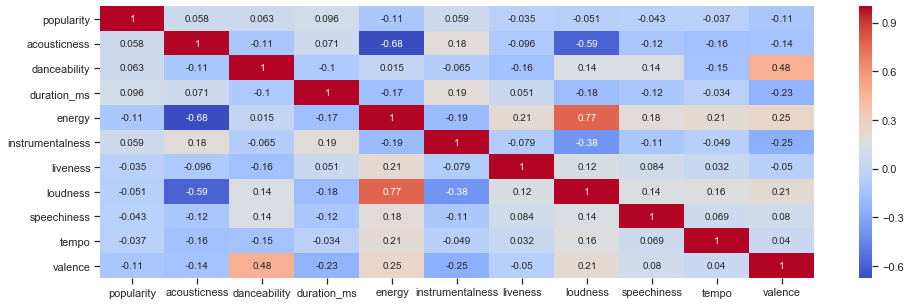 popularity 1 0.058 0.063 0.096 -0.11 0.059 -0.035 -0.051 -0.043 -0.037 -0.11 0.9
acousticness 0.058 1 -0.11 0.071 -0.68 0.18 -0.096 -0.59 -0.12 -0.16 -0.14
danceability 0.063 -0.11 1 -0.1 0.015 -0.065 -0.16 0.14 0.14 -0.15 0.48 0.6
duration_ms 0.096 0.071 -0.1 1 -0.17 0.19 0.051 -0.18 -0.12 -0.034 -0.23
energy -0.11 -0.68 0.015 -0.17 1 -0.19 0.21 0.77 0.18 0.21 0.25 0.3
instrumentalness 0.059 0.18 -0.065 0.19 -0.19 1 -0.079 -0.38 -0.11 -0.049 -0.25
liveness -0.035 -0.096 -0.16 0.051 0.21 -0.079 1 0.12 0.084 0.032 -0.05 0.0
loudness -0.051 -0.59 0.14 -0.18 0.77 -0.38 0.12 1 0.14 0.16 0.21
speechiness -0.043 -0.12 0.14 -0.12 0.18 -0.11 0.084 0.14 1 0.069 0.08 -0.3
tempo -0.037 -0.16 -0.15 -0.034 0.21 -0.049 0.032 0.16 0.069 1 0.04
valence -0.11 -0.14 0.48 -0.23 0.25 -0.25 -0.05 0.21 0.08 0.04 1 -0.6
popularity acousticness danceability duration_ms energy instrumentalness liveness loudness speechiness tempo valence